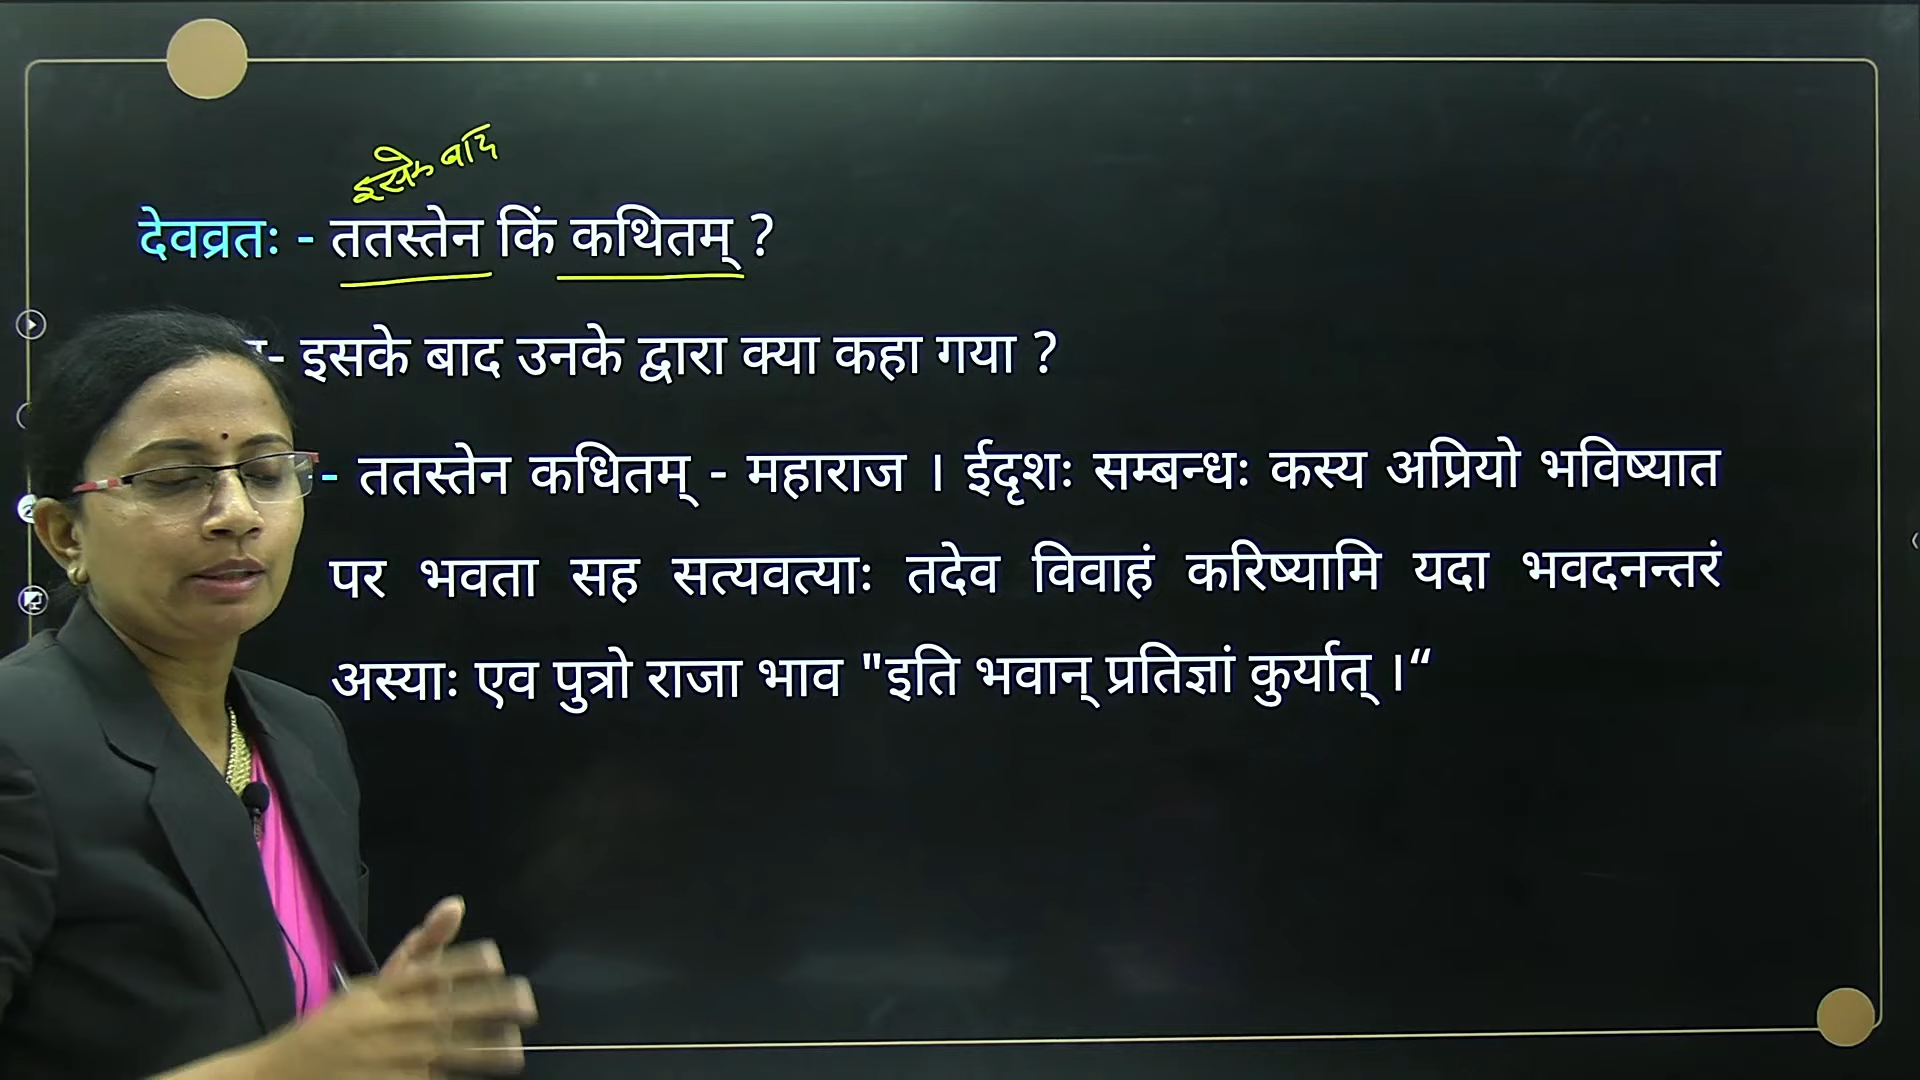 इसके बाद
देवव्रतः - ततस्तेन किं कथितम् ?
- इसके बाद उनके द्वारा क्या कहा गया ?
- ततस्तेन कधितम् - महाराज । ईदृशः सम्बन्धः कस्य अप्रियो भविष्यात
पर भवता सह सत्यवत्याः तदेव विवाहं करिष्यामि यदा भवदनन्तरं
अस्याः एव पुत्रो राजा भाव "इति भवान् प्रतिज्ञां कुर्यात् ।“